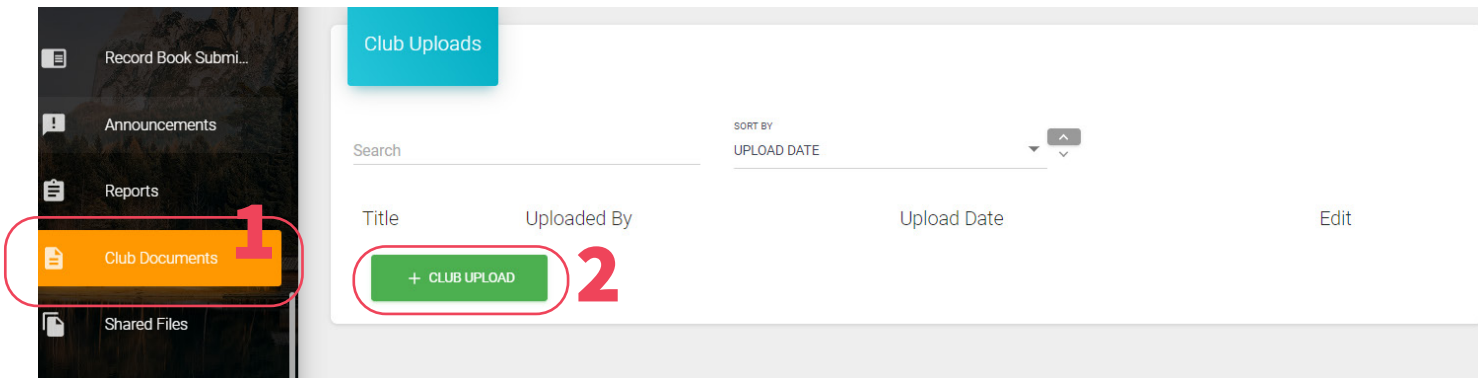 Record Book Submi...
Announcements
Reports
1
Club Documents
Shared Files
Club Uploads
Search
SORT BY
UPLOAD DATE
Title Uploaded By Upload Date Edit
+ CLUB UPLOAD
2